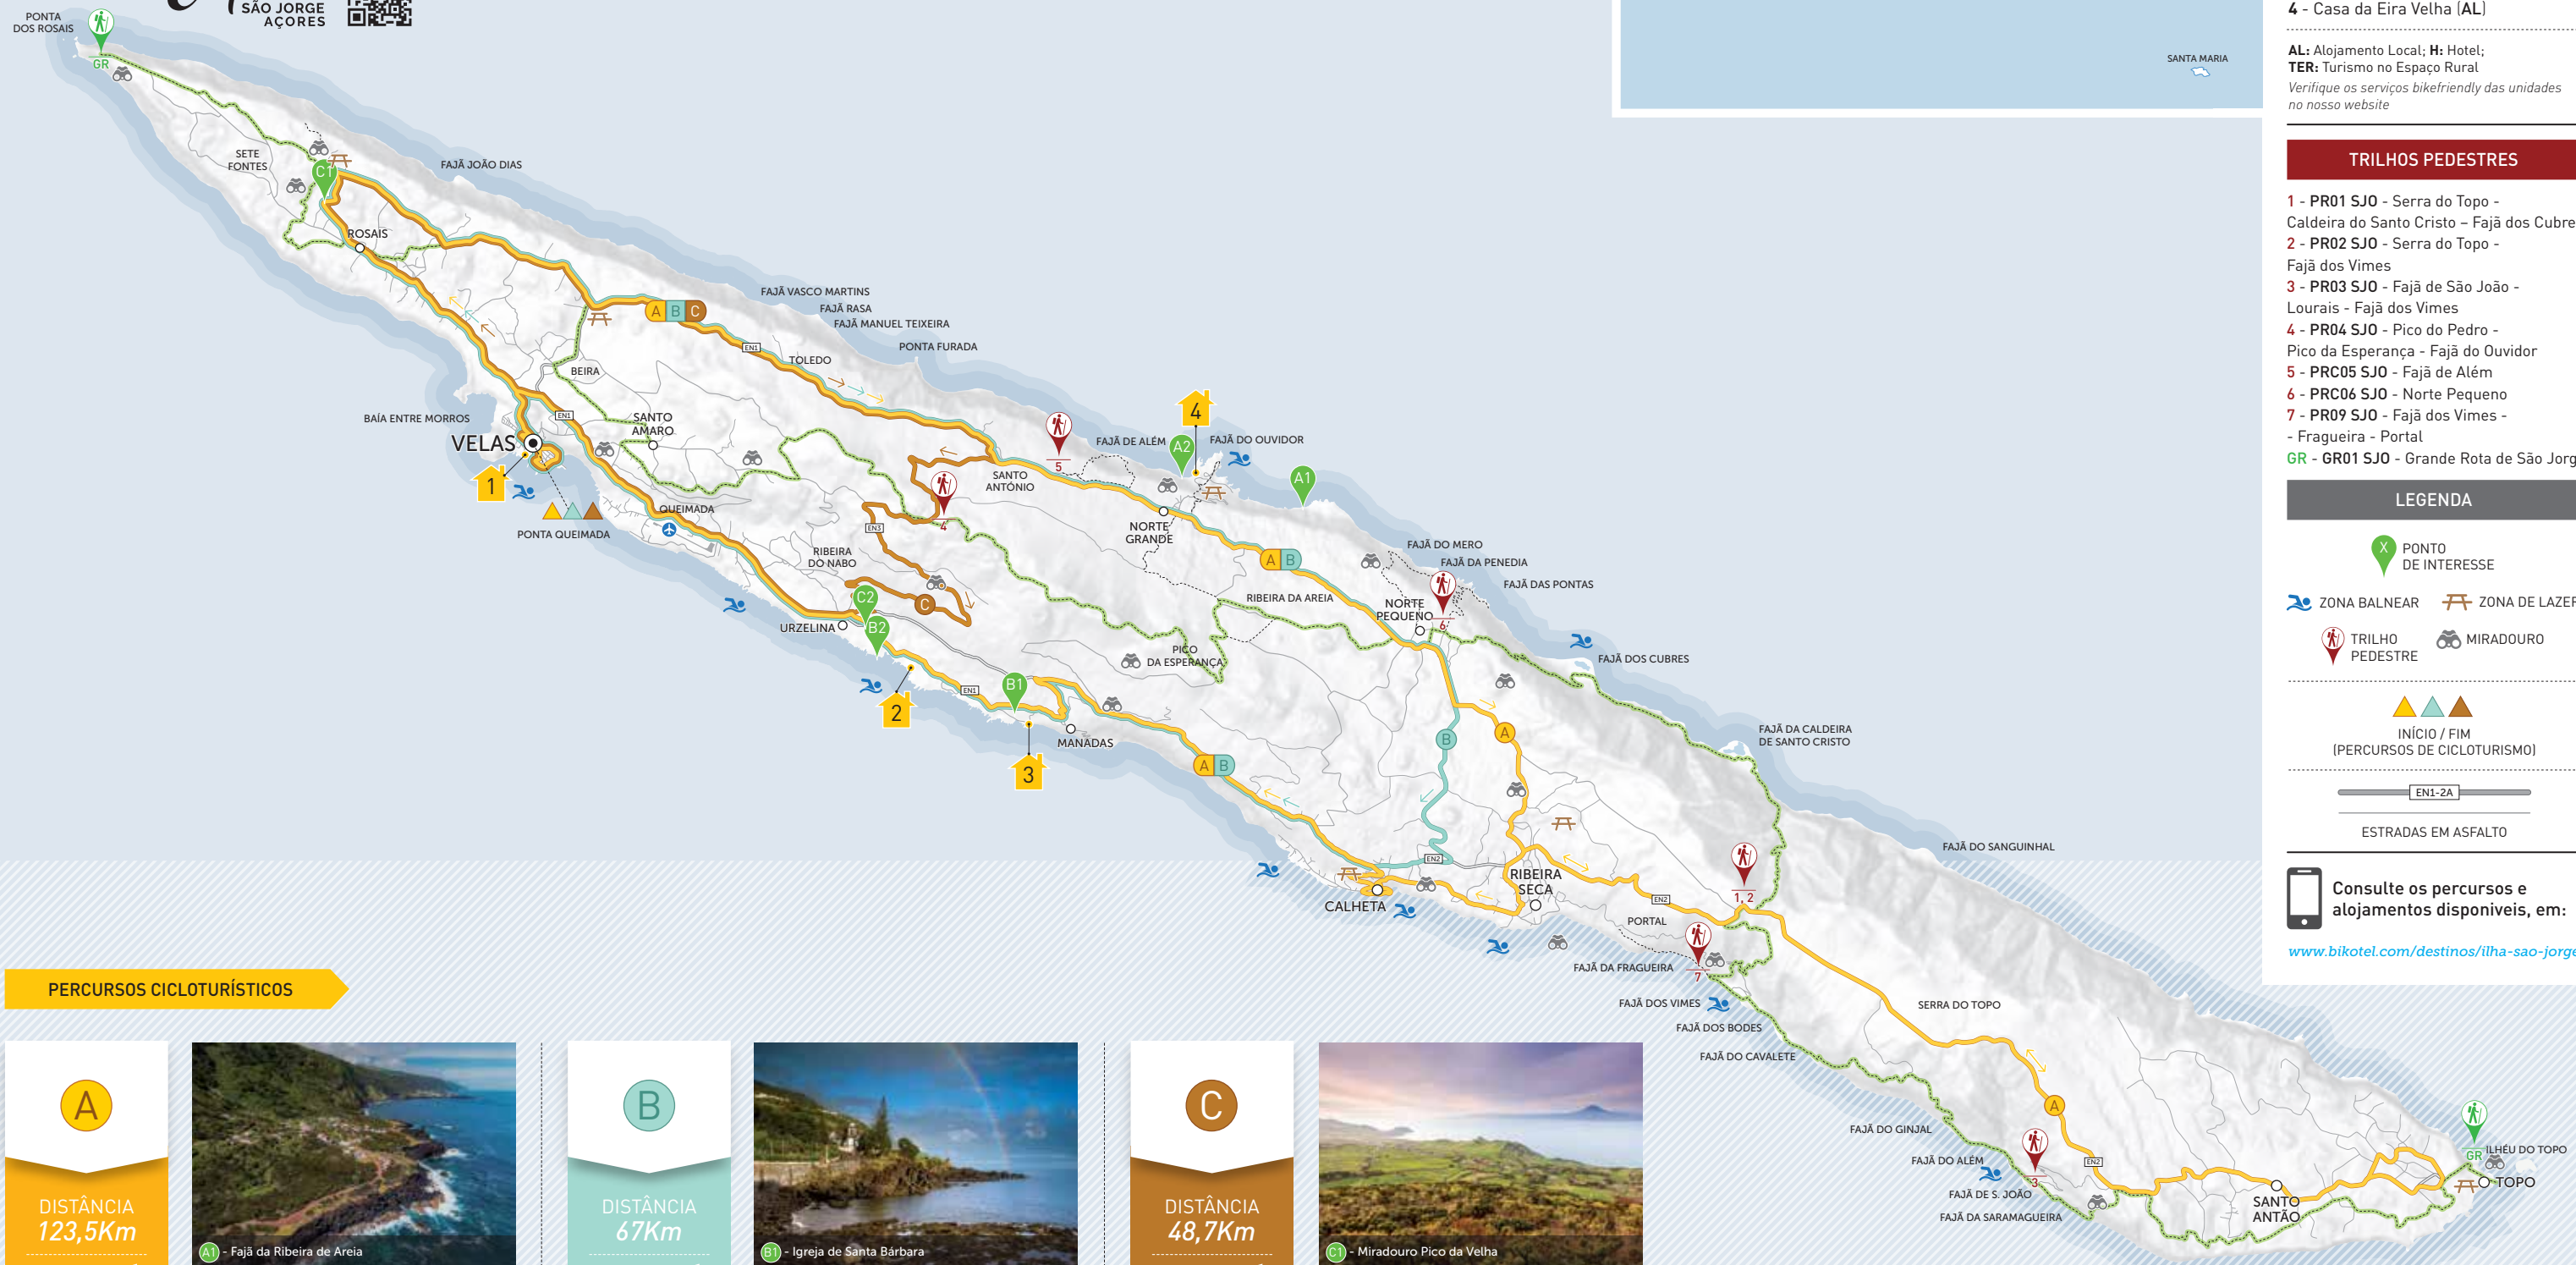 SÃO JORGE
AÇORES
PONTA
DOS ROSAIS
GR
SETE
FONTES
C1
FAJÃ JOÃO DIAS
ROSAIS
FAJÃ VASCO MARTINS
FAJÃ RASA
FAJÃ MANUEL TEIXEIRA
PONTA FURADA
A B C
EN1
TOLEDO
BEIRA
BAÍA ENTRE MORROS
EN1
SANTO
AMARO
VELAS
1
PONTA QUEIMADA
QUEIMADA
RIBEIRA
DO NABO
EN3
4
SANTO
ANTÓNIO
5
FAJÃ DE ALÉM
A2
4
FAJÃ DO OUVIDOR
A1
NORTE
GRANDE
A B
FAJÃ DO MERO
FAJÃ DA PENEDIA
FAJÃ DAS PONTAS
RIBEIRA DA AREIA
NORTE
PEQUENO
6
C2
B2
C
URZELINA
PICO
DA ESPERANÇA
FAJÃ DOS CUBRES
2
EN1
B1
3
MANADAS
A B
B
A
FAJÃ DA CALDEIRA
DE SANTO CRISTO
EN2
CALHETA
RIBEIRA
SECA
EN2
1, 2
FAJÃ DO SANGUINHAL
PORTAL
7
FAJÃ DA FRAGUEIRA
FAJÃ DOS VIMES
FAJÃ DOS BODES
FAJÃ DO CAVALETE
SERRA DO TOPO
A
FAJÃ DO GINJAL
FAJÃ DO ALÉM
3
FAJÃ DE S. JOÃO
FAJÃ DA SARAMAGUEIRA
EN2
SANTO
ANTÃO
GR
ILHÉU DO TOPO
TOPO
SANTA MARIA
4 - Casa da Eira Velha (AL)
AL: Alojamento Local; H: Hotel;
TER: Turismo no Espaço Rural
Verifique os serviços bikefriendly das unidades
no nosso website
TRILHOS PEDESTRES
1 - PR01 SJO - Serra do Topo -
Caldeira do Santo Cristo – Fajã dos Cubre
2 - PR02 SJO - Serra do Topo -
Fajã dos Vimes
3 - PR03 SJO - Fajã de São João -
Lourais - Fajã dos Vimes
4 - PR04 SJO - Pico do Pedro -
Pico da Esperança - Fajã do Ouvidor
5 - PRC05 SJO - Fajã de Além
6 - PRC06 SJO - Norte Pequeno
7 - PR09 SJO - Fajã dos Vimes -
- Fragueira - Portal
GR - GR01 SJO - Grande Rota de São Jorg
LEGENDA
X PONTO
DE INTERESSE
ZONA BALNEAR
ZONA DE LAZER
TRILHO
PEDESTRE
MIRADOURO
INÍCIO / FIM
(PERCURSOS DE CICLOTURISMO)
EN1-2A
ESTRADAS EM ASFALTO
Consulte os percursos e
alojamentos disponiveis, em:
www.bikotel.com/destinos/ilha-sao-jorge
PERCURSOS CICLOTURÍSTICOS
A
DISTÂNCIA
123,5Km
A1 - Fajã da Ribeira de Areia
B
DISTÂNCIA
67Km
B1 - Igreja de Santa Bárbara
C
DISTÂNCIA
48,7Km
C1 - Miradouro Pico da Velha